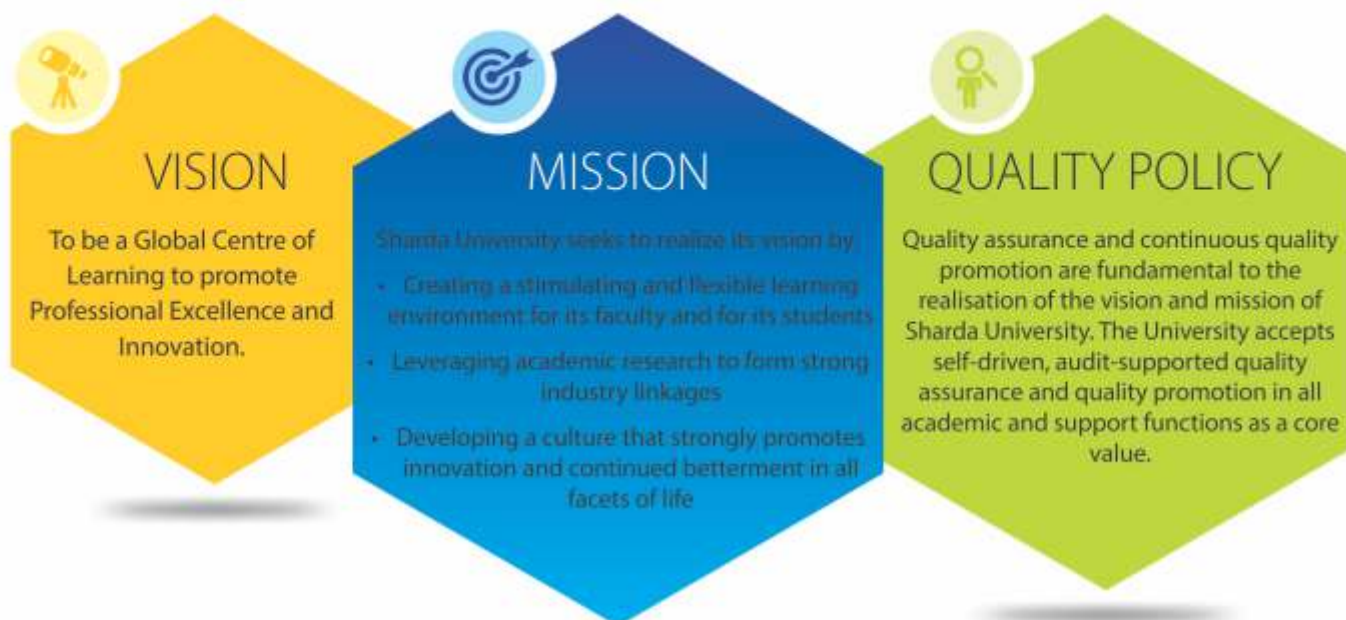 VISION
To be a Global Centre of
Learning to promote
Professional Excellence and
Innovation.
MISSION
Sharda University seeks to realize its vision by
• Creating a stimulating and flexible learning
environment for its faculty and for its students
• Leveraging academic research to form strong
industry linkages
• Developing a culture that strongly promotes
innovation and continued betterment in all
facets of life
QUALITY POLICY
Quality assurance and continuous quality
promotion are fundamental to the
realisation of the vision and mission of
Sharda University. The University accepts
self-driven, audit-supported quality
assurance and quality promotion in all
academic and support functions as a core
value.